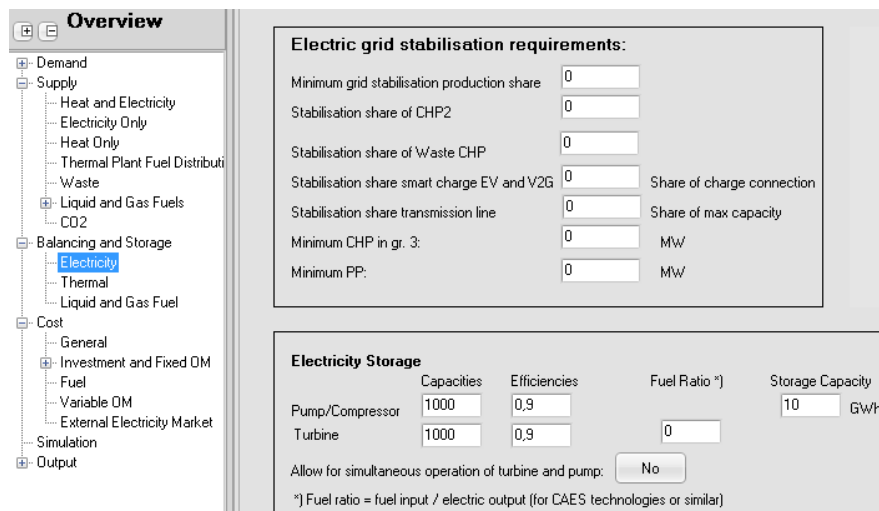 Overview
Demand
Supply
Heat and Electricity
Electricity Only
Heat Only
Thermal Plant Fuel Distributi
Waste
Liquid and Gas Fuels
CO2
Balancing and Storage
Electricity
Thermal
Liquid and Gas Fuel
Cost
General
Investment and Fixed OM
Fuel
Variable OM
External Electricity Market
Simulation
Output
Electric grid stabilisation requirements:
Minimum grid stabilisation production share 0
Stabilisation share of CHP2 0
Stabilisation share of Waste CHP 0
Stabilisation share smart charge EV and V2G 0 Share of charge connection
Stabilisation share transmission line 0 Share of max capacity
Minimum CHP in gr. 3: 0 MW
Minimum PP: 0 MW
Electricity Storage
Capacities Efficiencies Fuel Ratio *) Storage Capacity
Pump/Compressor 1000 0,9 10 GWh
Turbine 1000 0,9 0
Allow for simultaneous operation of turbine and pump: No
*) Fuel ratio = fuel input / electric output (for CAES technologies or similar)